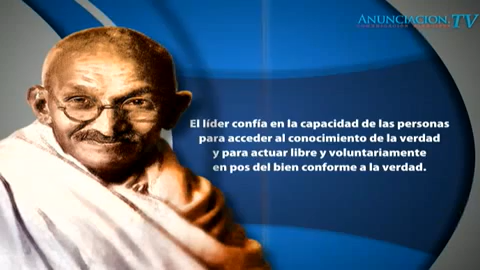 ANUNCIACION.TV
El líder confía en la capacidad de las personas
para acceder al conocimiento de la verdad
y para actuar libre y voluntariamente
en pos del bien conforme a la verdad.